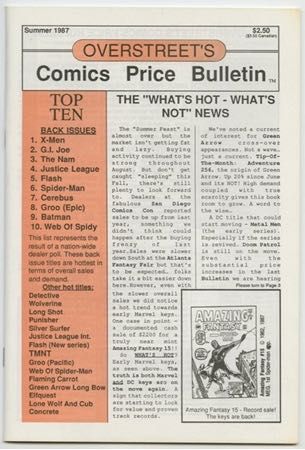 Summer 1987
$2.50
($3.50 Canadian)
OVERSTREET'S
Comics Price Bulletin TM
TOP
TEN
BACK ISSUES
1. X-Men
2. G.I. Joe
3. The Nam
4. Justice League
5. Flash
6. Spider-Man
7. Cerebus
8. Groo (Epic)
9. Batman
10. Web Of Spidy
This list represents the
result of a nation-wide
dealer poll. These back
issue titles are hottest in
terms of overall sales
and demand.
Other hot titles:
Detective
Wolverine
Long Shot
Punisher
Silver Surfer
Justice League Int.
Flash (New series)
TMNT
Groo (Pacific)
Web Of Spider-Man
Flaming Carrot
Green Arrow Long Bow
Elfquest
Lone Wolf And Cub
Concrete
THE "WHAT'S HOT - WHAT'S
NOT" NEWS
The "Summer Feast" is
almost over but the
market isn't getting fat
and lazy. Buying
activity continued to be
strong throughout
August. But don't get
caught "sleeping" this
Fall, there's still
plenty to look forward
to. Dealers at the
fabulous San Diego
Comics Con reported
sales to be up from last
year, something we
didn't think could
happen after the buying
frenzy of last
year. Sales were slower
down South at the Atlanta
Fantasy Fair but that's
to be expected. Folks
take it a bit easier down
here. However, even with
the slower overall
sales we did notice a
hot trend towards
early Marvel keys.
One case in point -
a documented cash
sale of $2200 for a
truly near mint
Amazing Fantasy 15!!
So WHAT'S HOT?
Early Marvel keys,
as seen above. The
truth is both Marvel
and DC keys are on
the move again. A
sign that collectors
are starting to look
for value and proven
track records.
We've noted a current
of interest for Green
Arrow cross-over
appearances. Not a wave,
just a current. Tip-Of-
The-Month: Adventure
256, the origin of Green
Arrow. Up 20% since June
and its NOT! High demand
coupled with true
scarcity gives this book
room to grow. A word to
the wise...
A DC title that could
start moving - Metal Men
(the early series).
Especially if the series
is revived. Doom Patrol
is still on the move.
Even with the
substantial price
increases in the last
Bulletin we are hearing
Please turn to Page 3
AMAZING
FANTASY
Amazing Fantasy #15 © 1962, 1987
MEG, 1st Spider-man app.
Amazing Fantasy 15 - Record sale!
The keys are back!